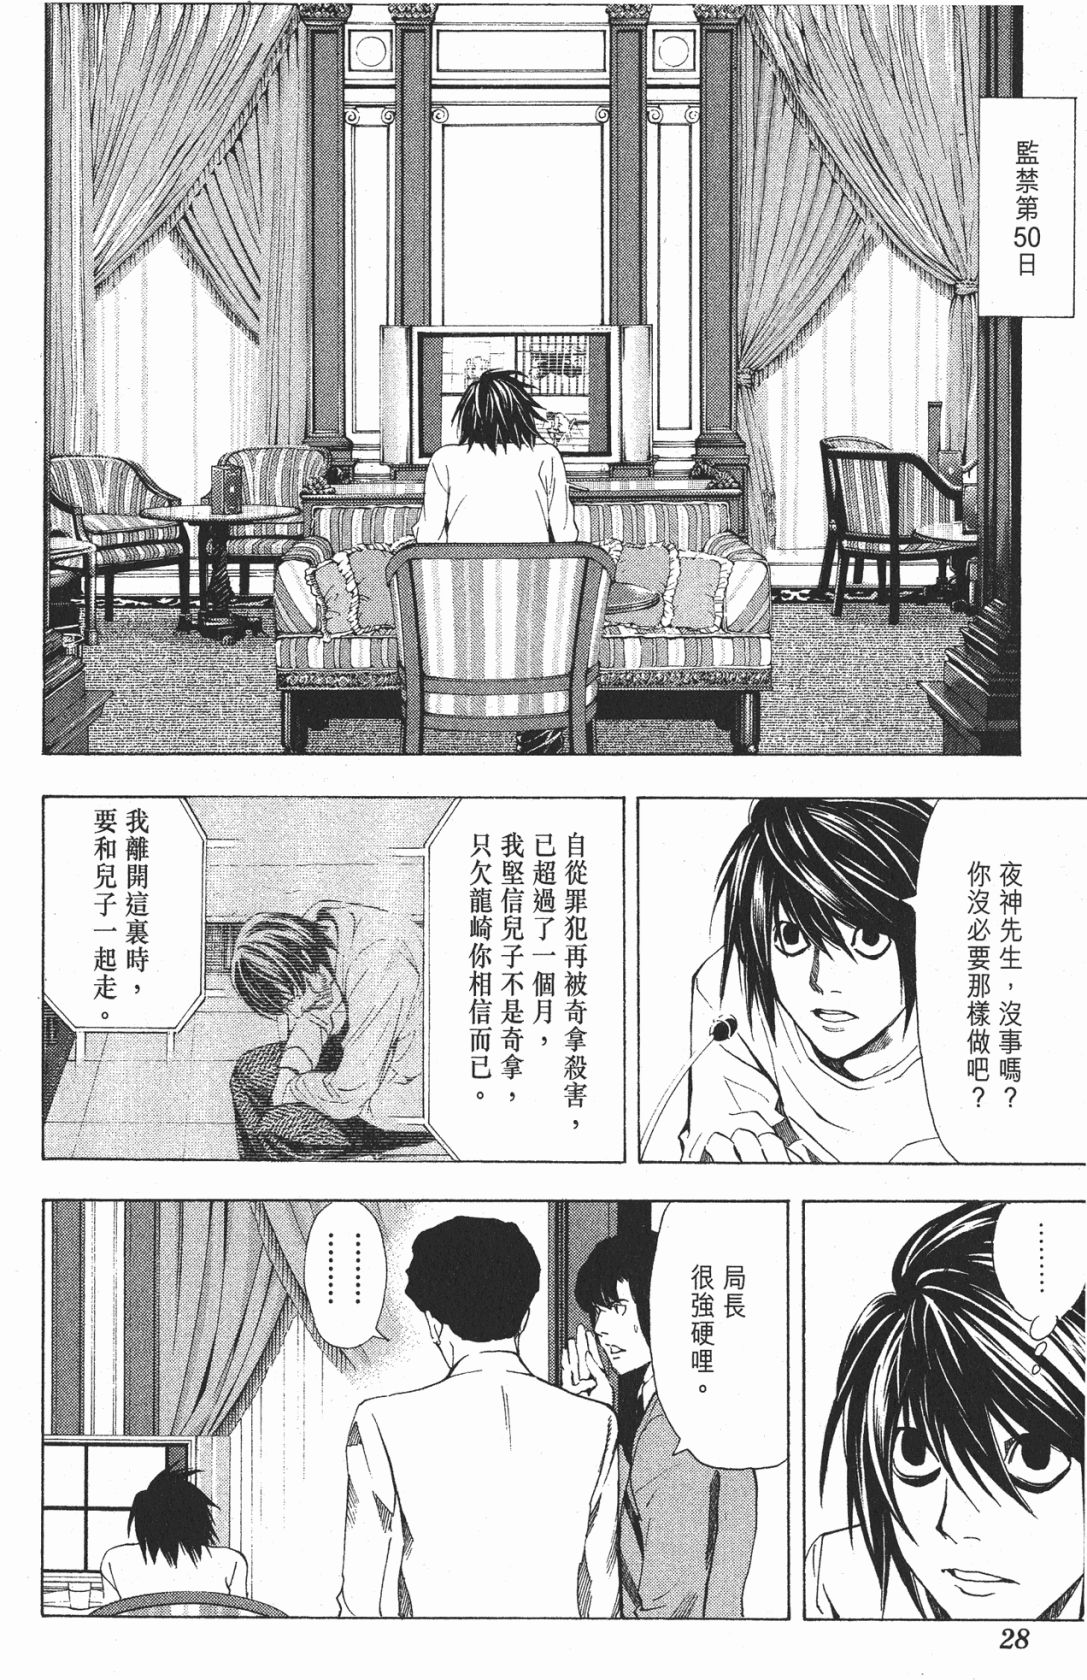 監禁第50日
夜神先生，沒事嗎？
你沒必要那樣做吧？
自從罪犯再被奇拿殺害，
已超過了一個月，
我堅信兒子不是奇拿，
只欠龍崎你相信而已。
我離開這裏時，
要和兒子一起走。
………
局長
很強硬哩。
………
………
28